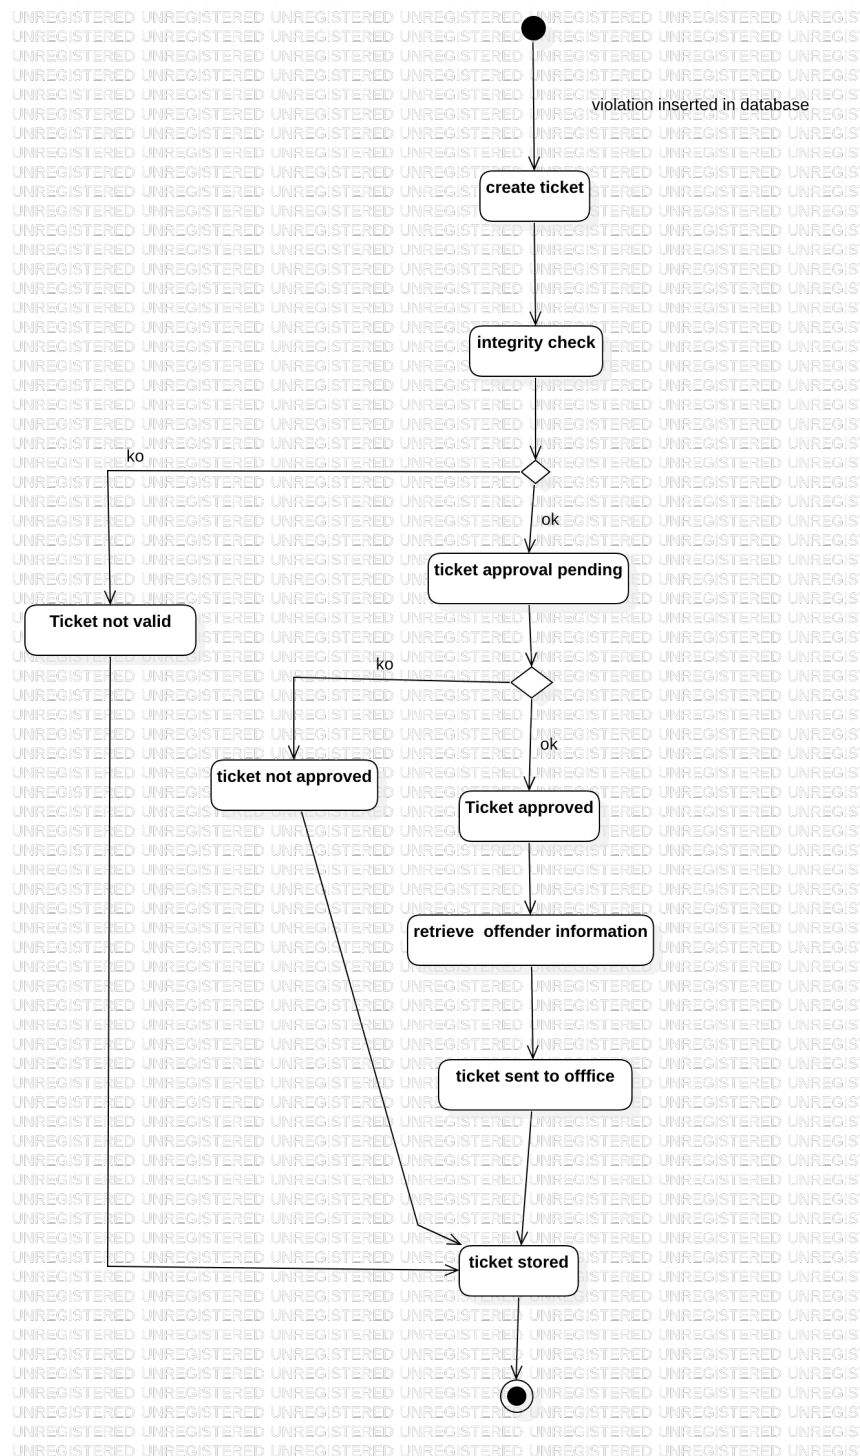 violation inserted in database
create ticket
integrity check
ko
ok
ticket approval pending
Ticket not valid
ko
ok
ticket not approved
Ticket approved
retrieve  offender information
ticket sent to offfice
ticket stored
UNREGISTERED